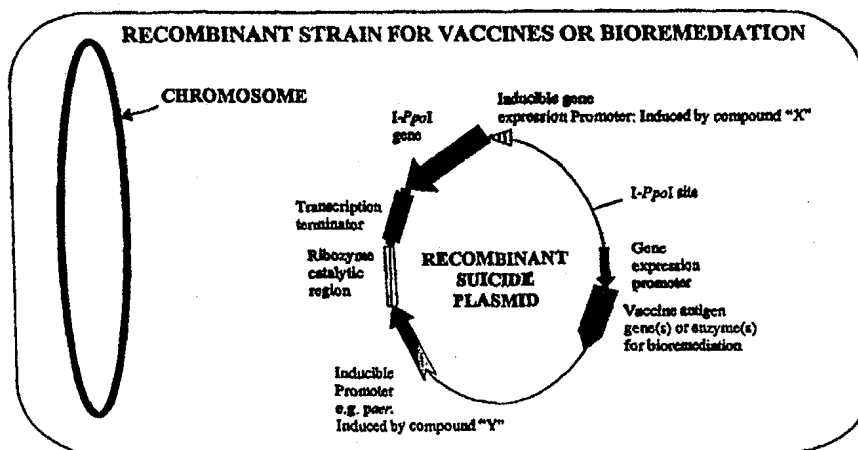 RECOMBINANT STRAIN FOR VACCINES OR BIOREMEDIATION
CHROMOSOME
Inducible gene
expression Promoter: Induced by compound "X"
I-PpoI
gene
I-PpoI site
Transcription
terminator
Ribozyme
catalytic
region
RECOMBINANT
SUICIDE
PLASMID
Gene
expression
promoter
Vaccine antigen
gene(s) or enzyme(s)
for bioremediation
Inducible
Promoter
e.g. paer.
Induced by compound "Y"